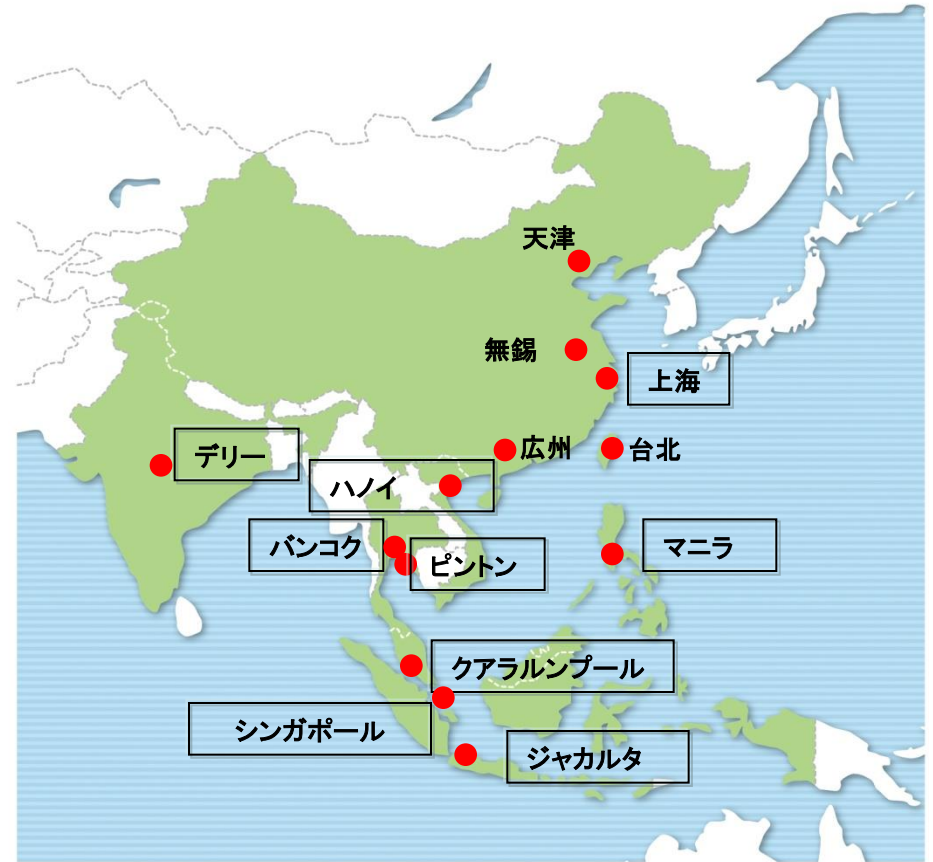 天津
無錫
上海
広州
台北
デリー
ハノイ
バンコク
ピントン
マニラ
クアラルンプール
シンガポール
ジャカルタ